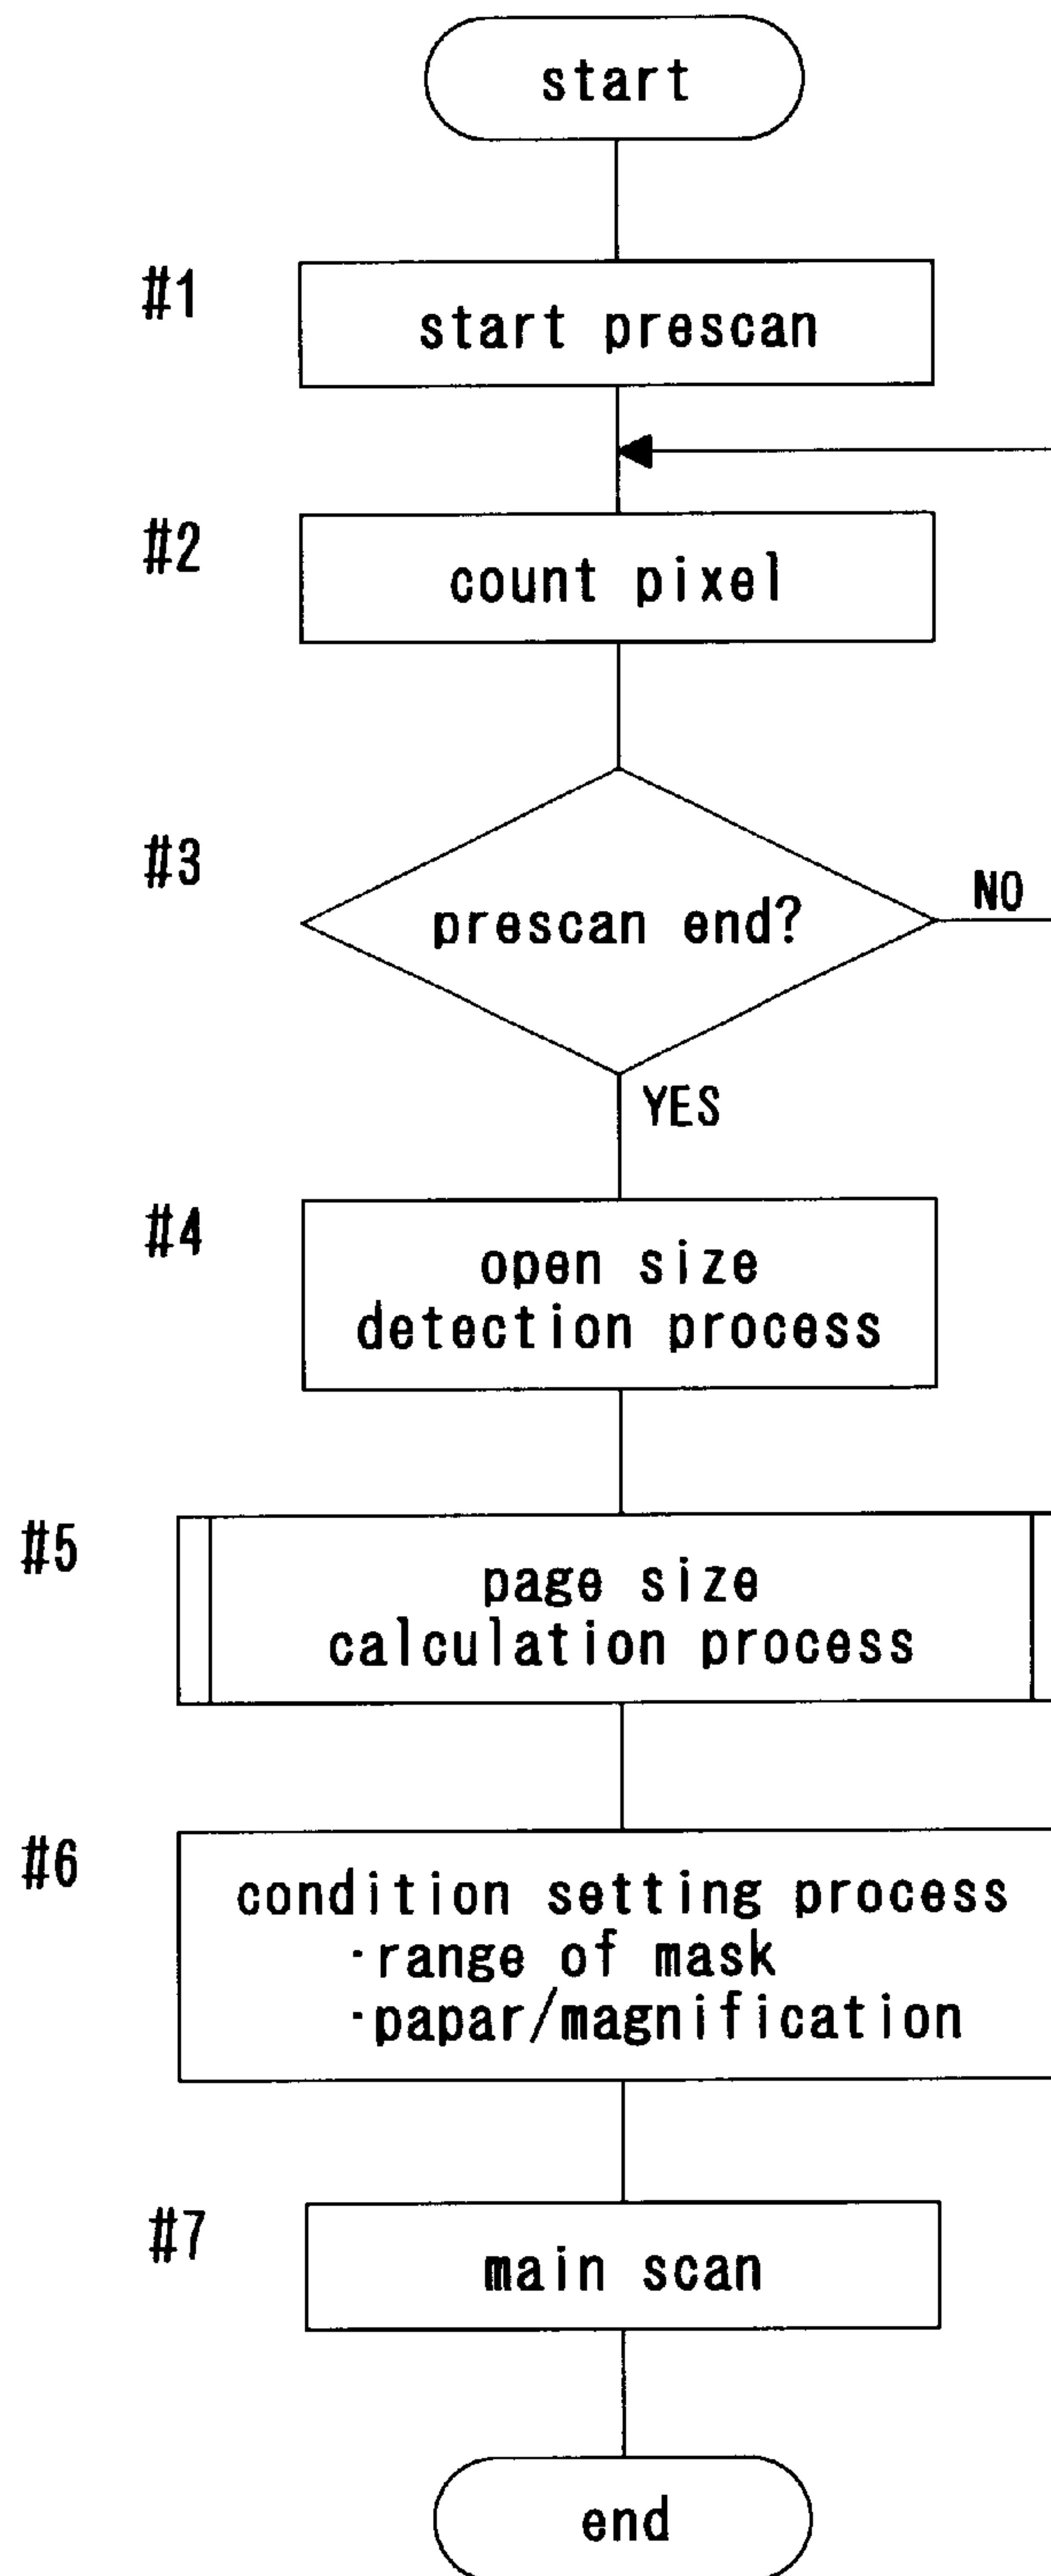 start
#1
start prescan
#2
count pixel
#3
prescan end?
NO
YES
#4
open size
detection process
#5
page size
calculation process
#6
condition setting process
·range of mask
·papar/magnification
#7
main scan
end